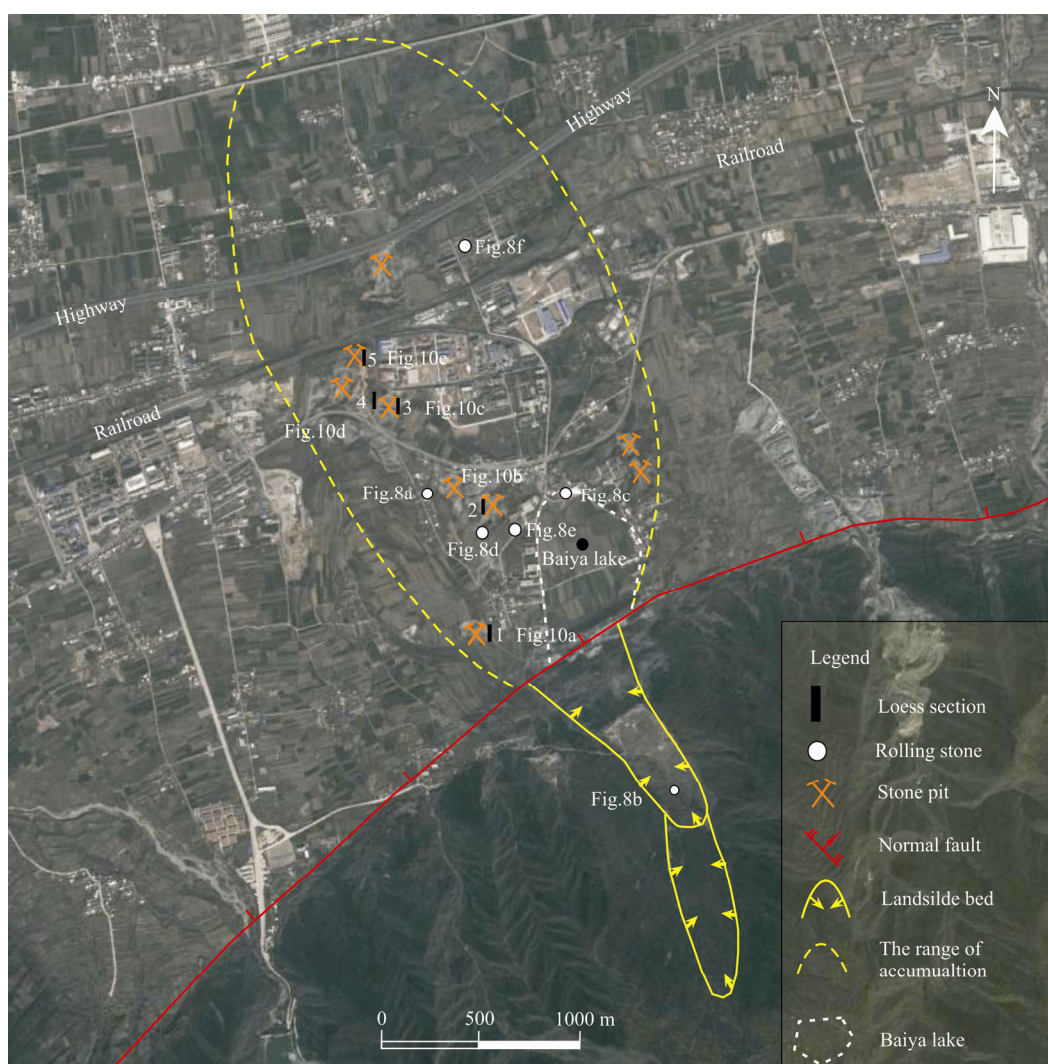 Highway
N
Railroad
Fig.8f
Highway
5 Fig.10e
4
3 Fig.10c
Railroad
Fig.10d
Fig.10b
Fig.8a
Fig.8c
2
Fig.8e
Fig.8d
Baiya lake
1 Fig.10a
Legend
Loess section
Rolling stone
Fig.8b
Stone pit
Normal fault
Landsilde bed
The range of
accumualtion
Baiya lake
0 500 1000 m